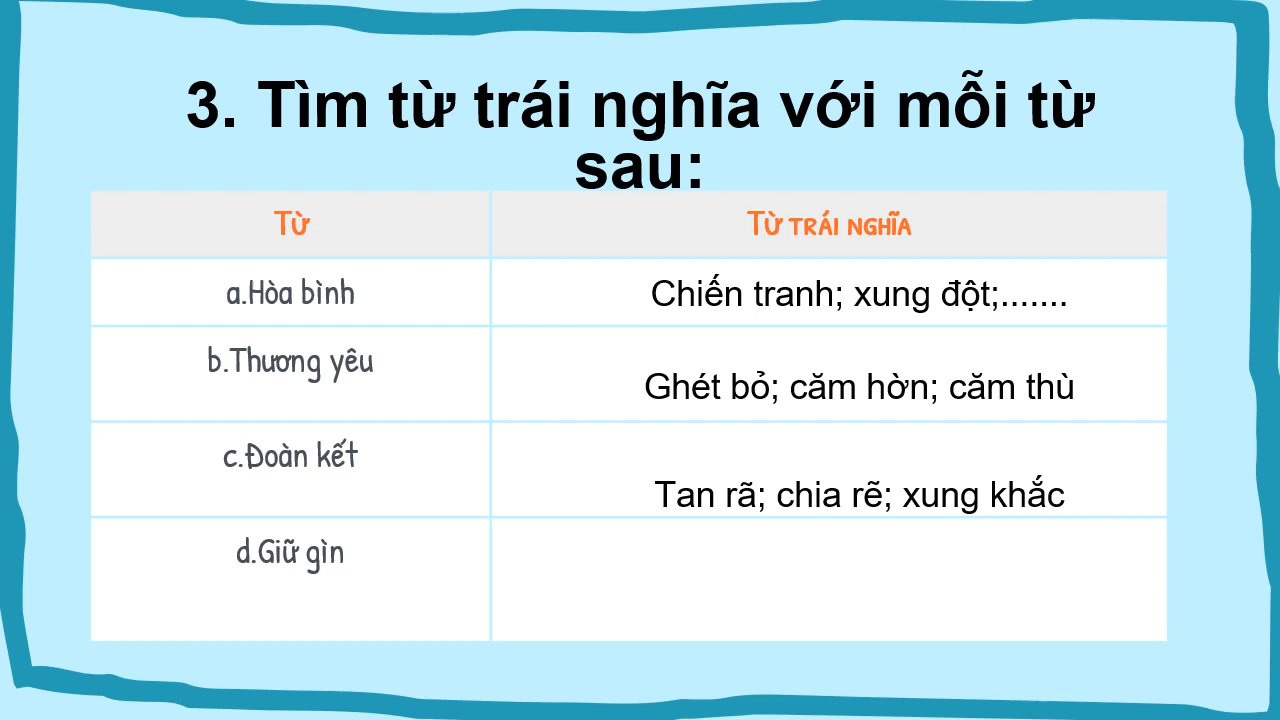 3. Tìm từ trái nghĩa với mỗi từ
sau:
Từ
Từ trái nghĩa
a.Hòa bình
Chiến tranh; xung đột;.......
b.Thương yêu
Ghét bỏ; căm hờn; căm thù
c.Đoàn kết
Tan rã; chia rẽ; xung khắc
d.Giữ gìn